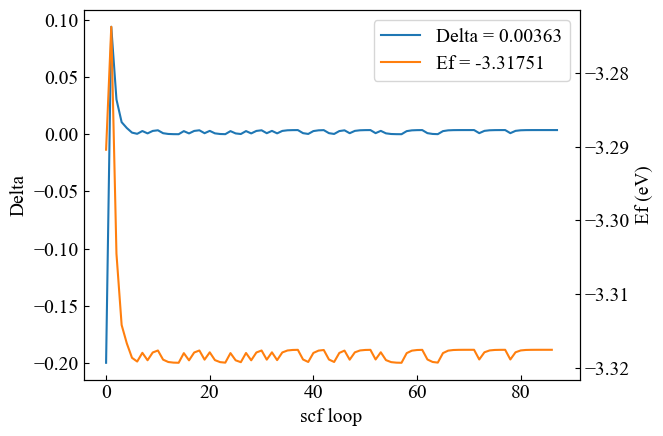 Delta = 0.00363
Ef = -3.31751
0.10
0.05
0.00
−0.05
−0.10
−0.15
−0.20
Delta
−3.28
−3.29
−3.30
−3.31
−3.32
Ef (eV)
0 20 40 60 80
scf loop